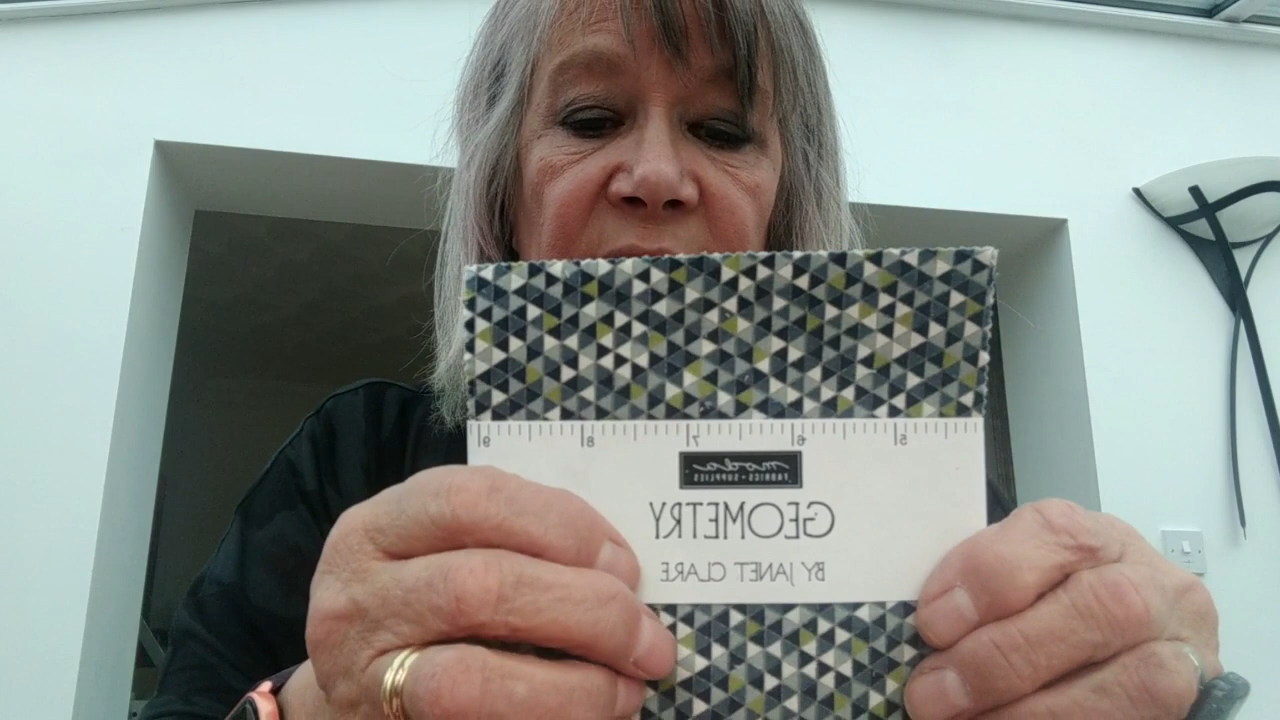 9 8 7 6 5
moda
FABRICS + SUPPLIES
GEOMETRY
BY JANET CLARE